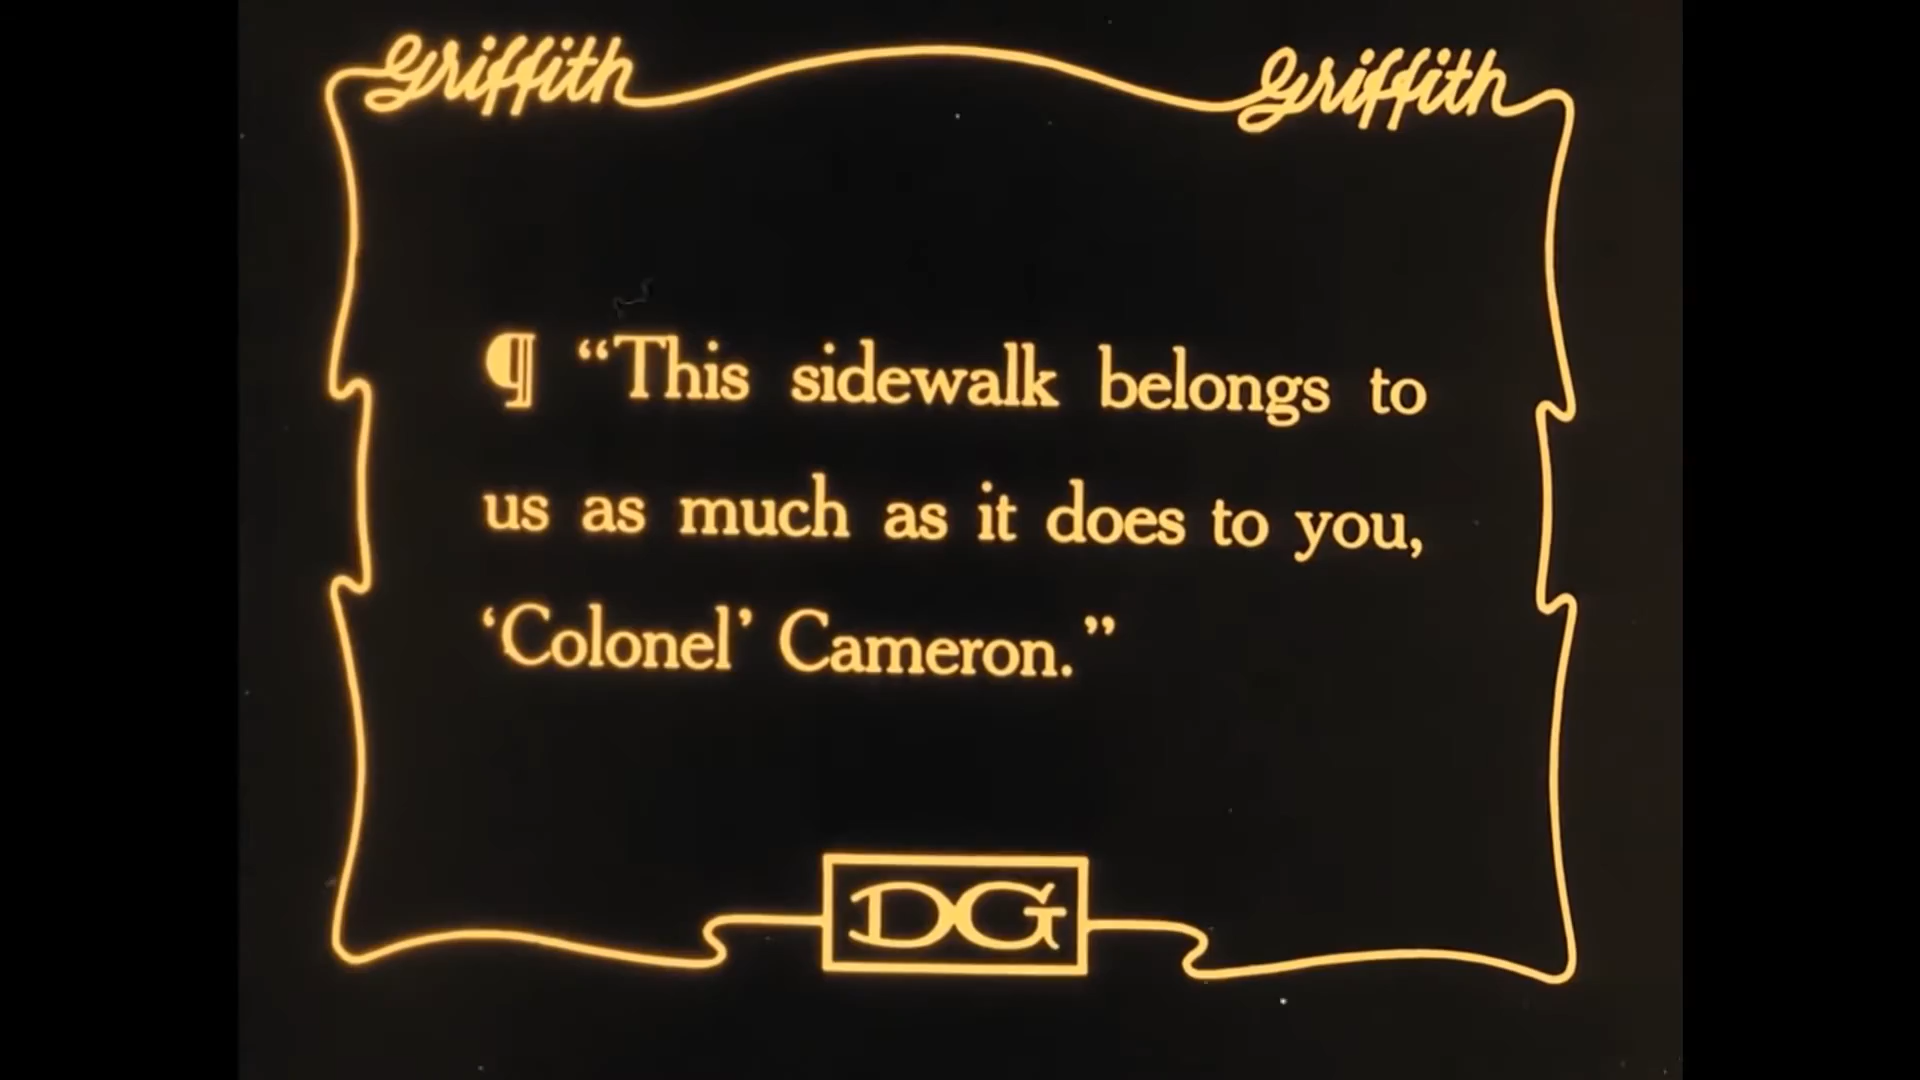 Griffith Griffith
¶ “This sidewalk belongs to
us as much as it does to you,
‘Colonel’ Cameron.”
DG